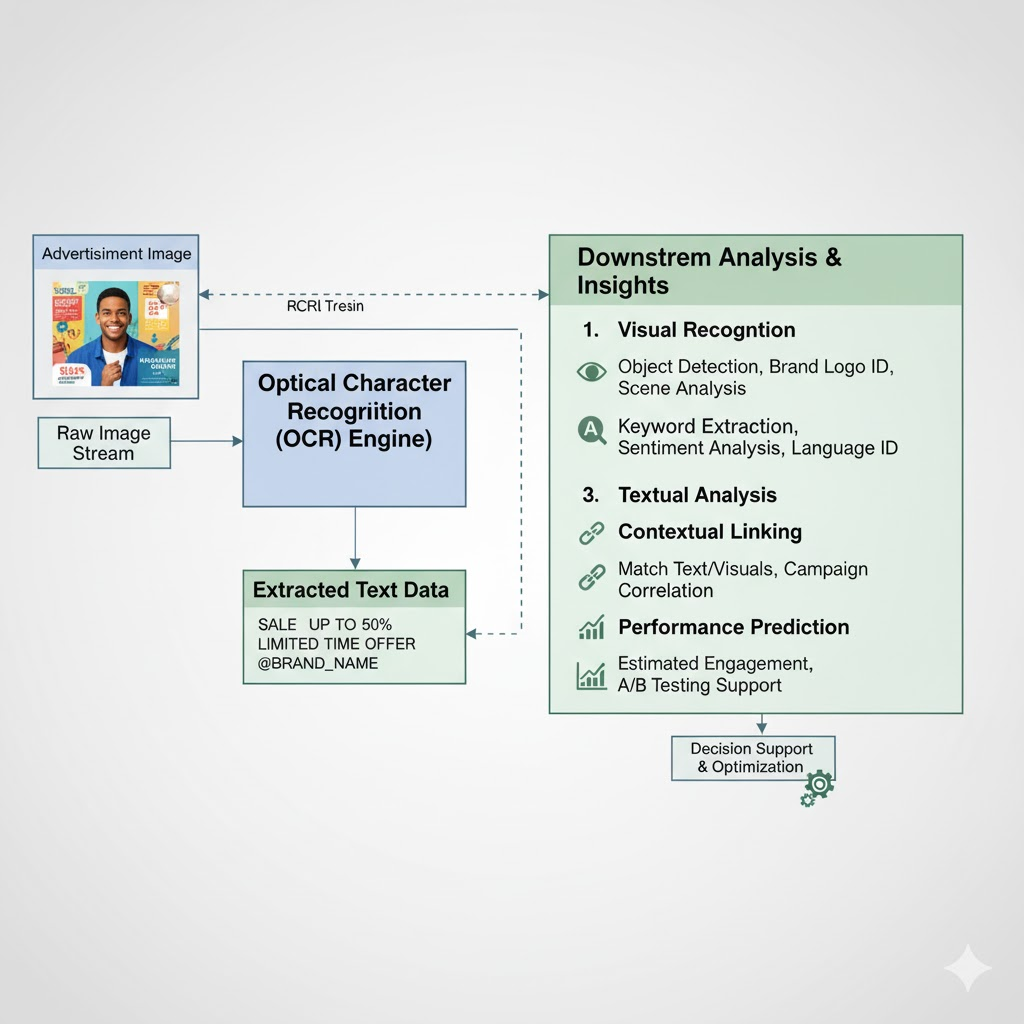 Advertisiment Image
RCRI Tresin
Raw Image
Stream
Optical Character
Recogriition
(OCR) Engine)
Extracted Text Data
SALE UP TO 50%
LIMITED TIME OFFER
@BRAND_NAME
Downstrem Analysis &
Insights
1. Visual Recogntion
Object Detection, Brand Logo ID,
Scene Analysis
A
Keyword Extraction,
Sentiment Analysis, Language ID
3. Textual Analysis
Contextual Linking
Match Text/Visuals, Campaign
Correlation
Performance Prediction
Estimated Engagement,
A/B Testing Support
Decision Support
& Optimization